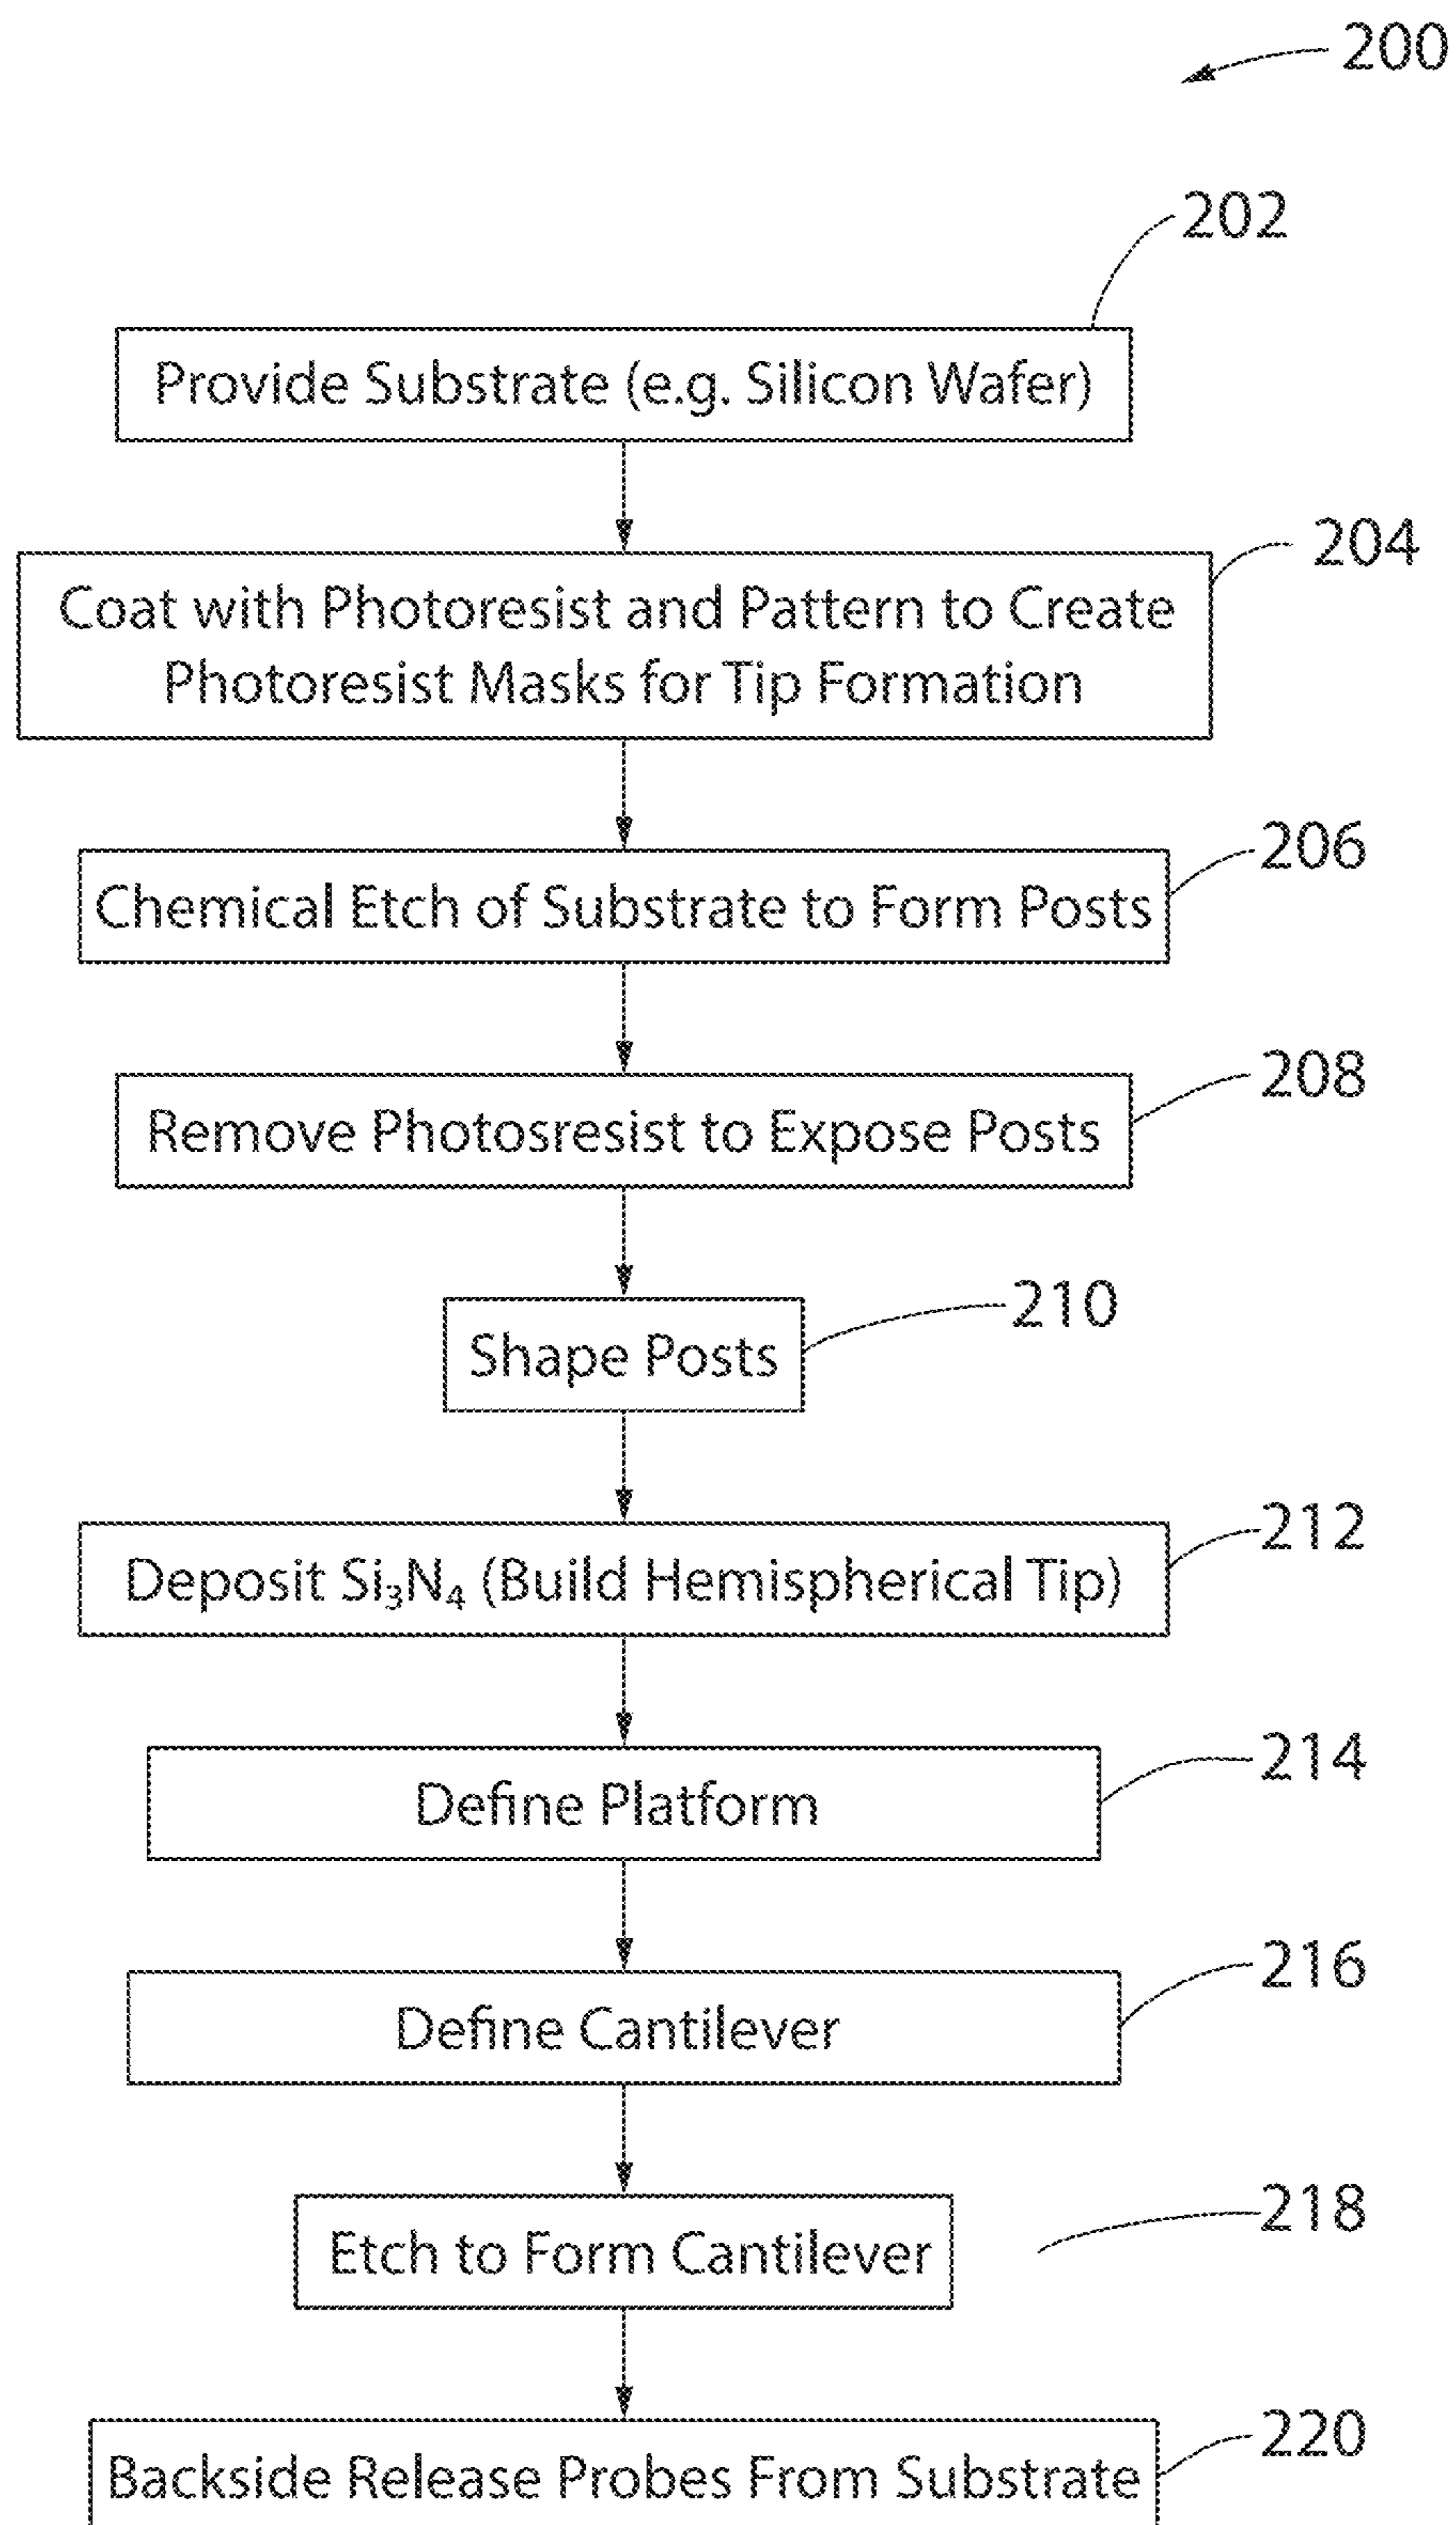 200
202
Provide Substrate (e.g. Silicon Wafer)
204
Coat with Photoresist and Pattern to Create
Photoresist Masks for Tip Formation
206
Chemical Etch of Substrate to Form Posts
208
Remove Photosresist to Expose Posts
210
Shape Posts
212
Deposit Si₃N₄ (Build Hemispherical Tip)
214
Define Platform
216
Define Cantilever
218
Etch to Form Cantilever
220
Backside Release Probes From Substrate